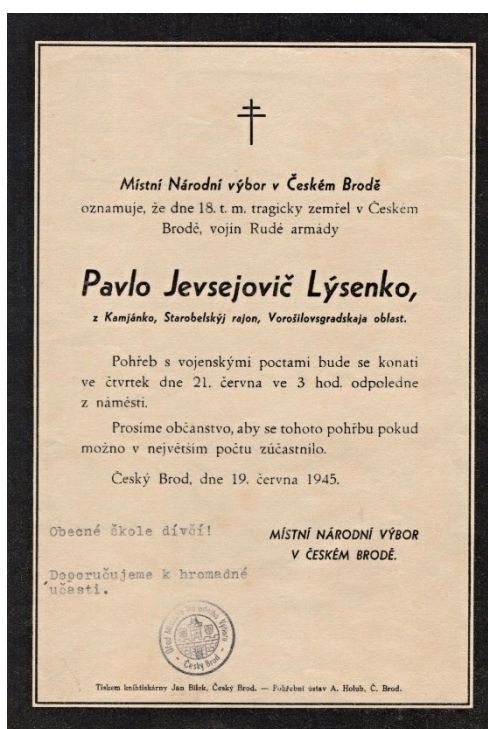 Místní Národní výbor v Českém Brodě
oznamuje, že dne 18. t. m. tragicky zemřel v Českém
Brodě, vojín Rudé armády
Pavlo Jevsejovič Lýsenko,
z Kamjánko, Starobelskýj rajon, Vorošilovsgradskaja oblast.
Pohřeb s vojenskými poctami bude se konati
ve čtvrtek dne 21. června ve 3 hod. odpoledne
z náměstí.
Prosíme občanstvo, aby se tohoto pohřbu pokud
možno v největším počtu zúčastnilo.
Český Brod, dne 19. června 1945.
Obecné škole dívčí!
MÍSTNÍ NÁRODNÍ VÝBOR
V ČESKÉM BRODĚ.
Doporučujeme k hromadné
účasti.
Český Brod
Tiskem knihtiskárny Jan Bílek, Český Brod. — Pohřební ústav A. Holub, Č. Brod.